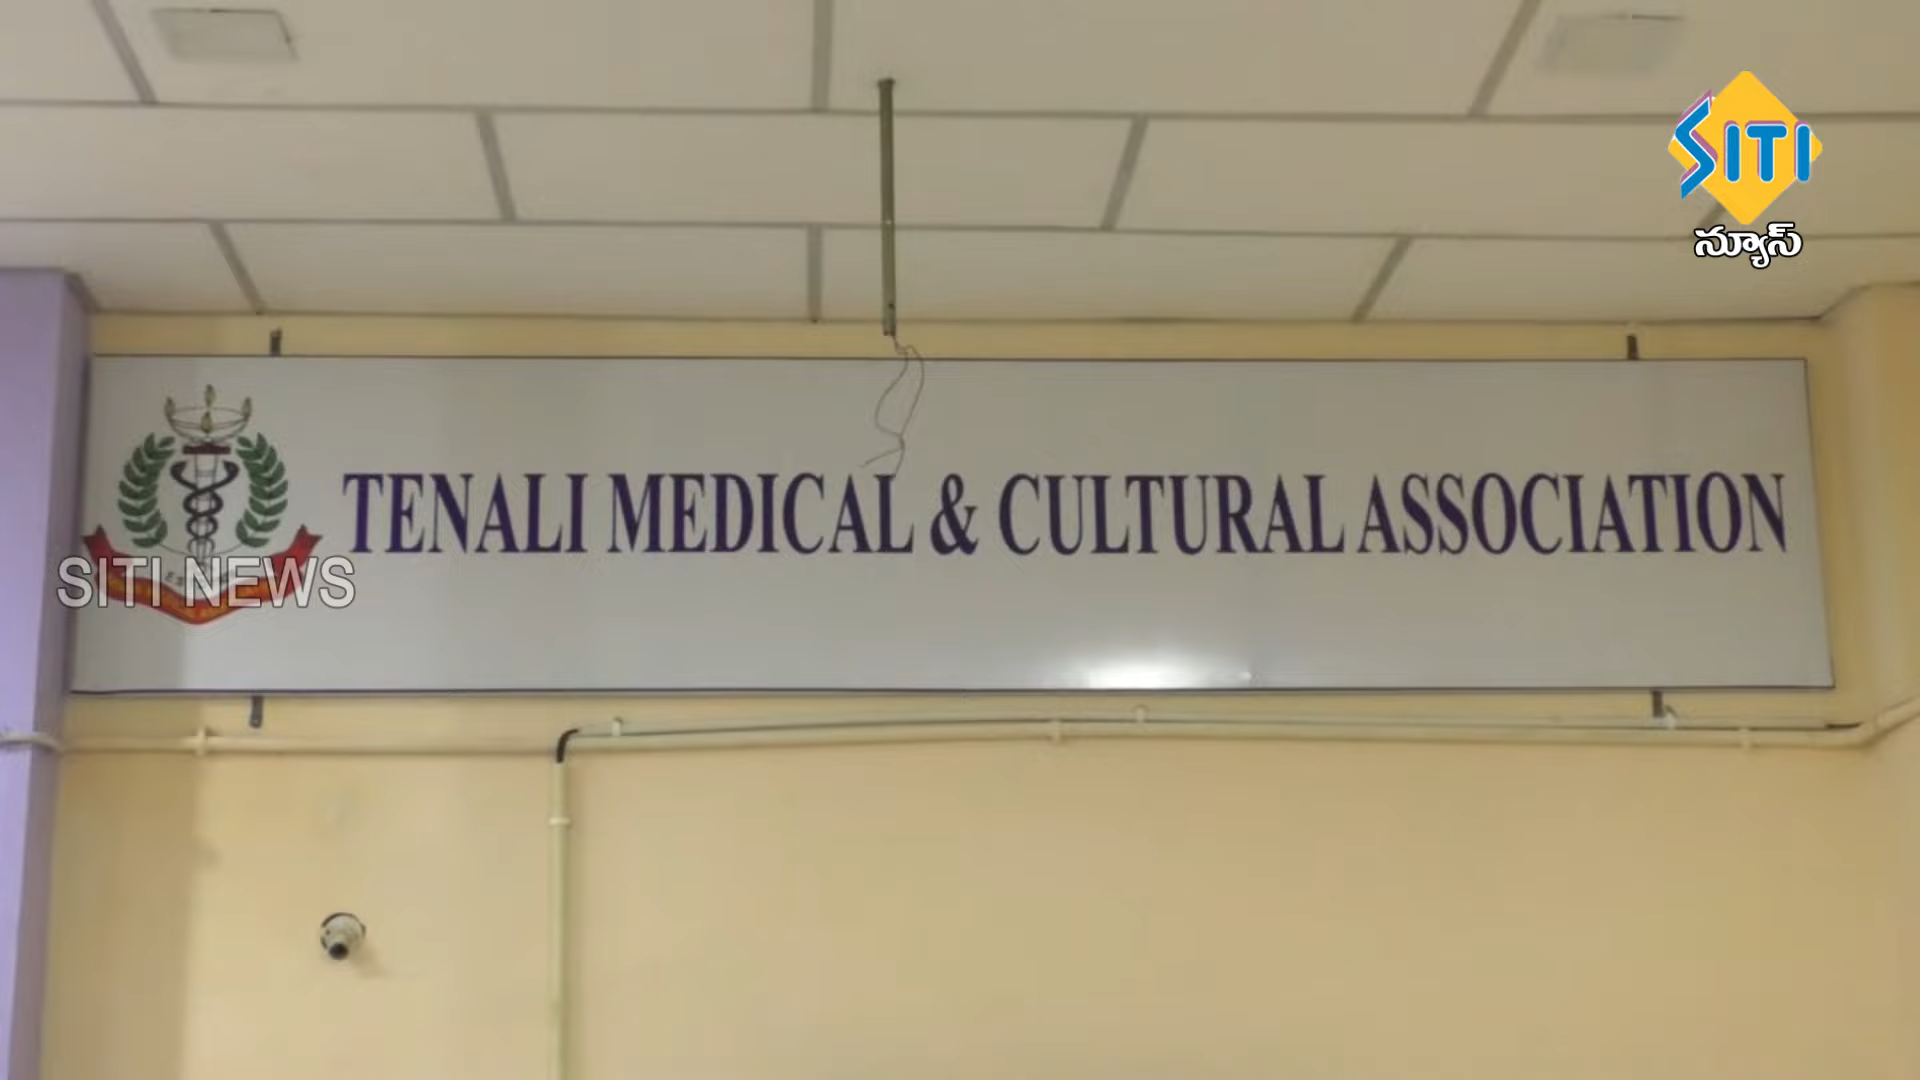 SITI
న్యూస్
TENALI MEDICAL & CULTURAL ASSOCIATION
SITI NEWS